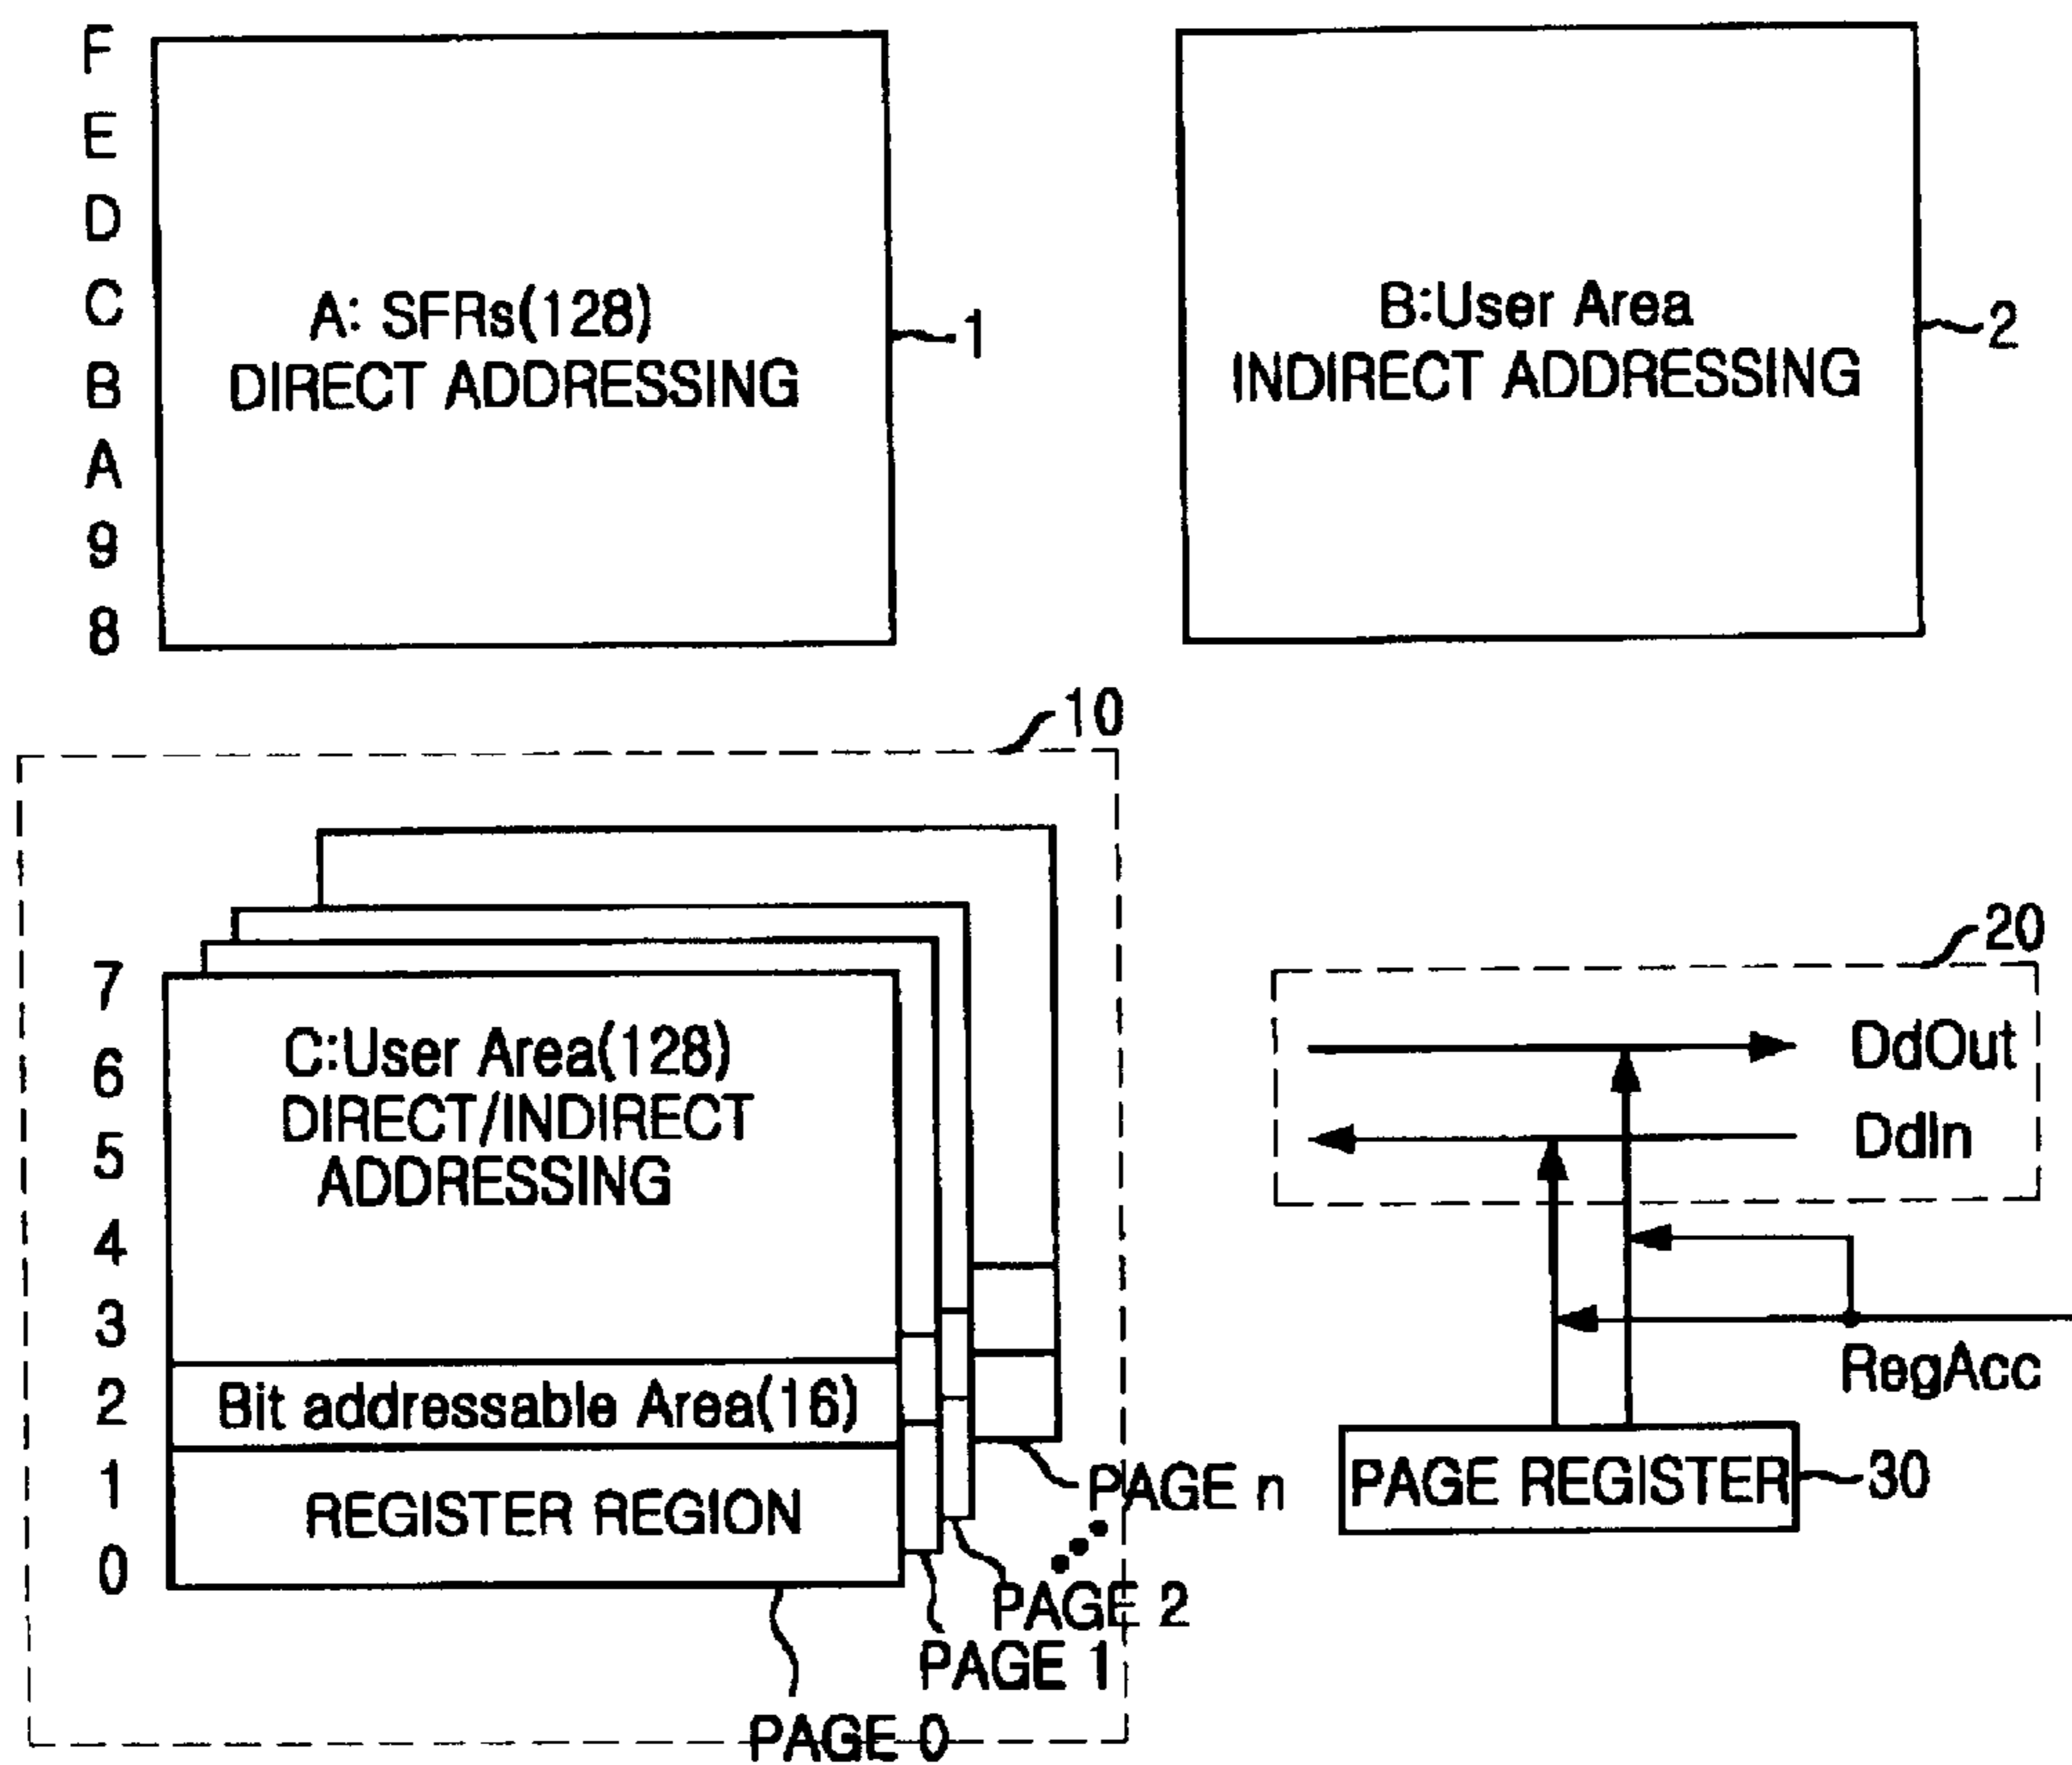 F
E
D
C
B
A
9
8
A: SFRs(128)
DIRECT ADDRESSING
1
B:User Area
INDIRECT ADDRESSING
2
10
7
6
5
4
3
2
1
0
C:User Area(128)
DIRECT/INDIRECT
ADDRESSING
Bit addressable Area(16)
REGISTER REGION
PAGE n
PAGE 2
PAGE 1
PAGE 0
20
DdOut
DdIn
RegAcc
PAGE REGISTER
30